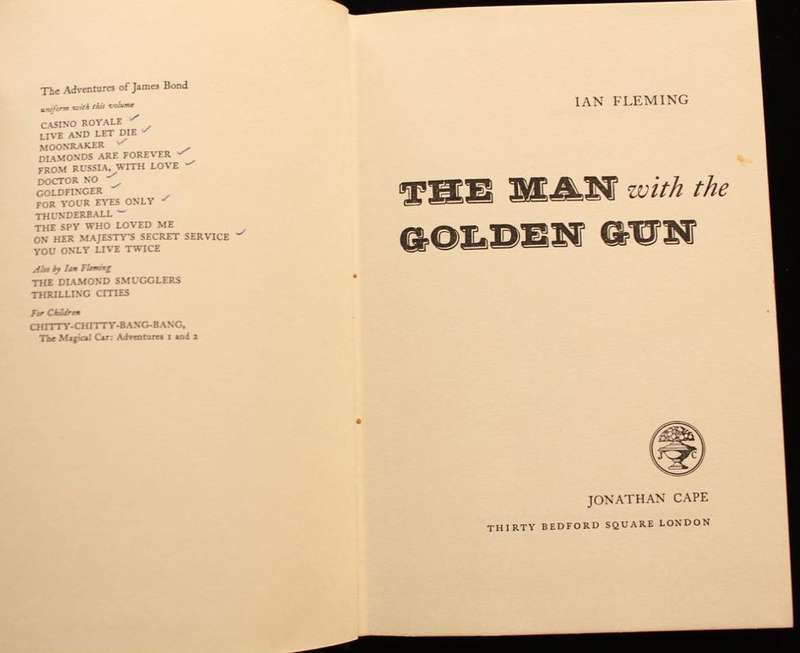 The Adventures of James Bond
uniform with this volume
CASINO ROYALE ✓
LIVE AND LET DIE ✓
MOONRAKER ✓
DIAMONDS ARE FOREVER ✓
FROM RUSSIA, WITH LOVE ✓
DOCTOR NO ✓
GOLDFINGER ✓
FOR YOUR EYES ONLY ✓
THUNDERBALL ✓
THE SPY WHO LOVED ME
ON HER MAJESTY'S SECRET SERVICE ✓
YOU ONLY LIVE TWICE
Also by Ian Fleming
THE DIAMOND SMUGGLERS
THRILLING CITIES
For Children
CHITTY-CHITTY-BANG-BANG,
The Magical Car: Adventures 1 and 2
IAN FLEMING
THE MAN with the
GOLDEN GUN
J C
JONATHAN CAPE
THIRTY BEDFORD SQUARE LONDON